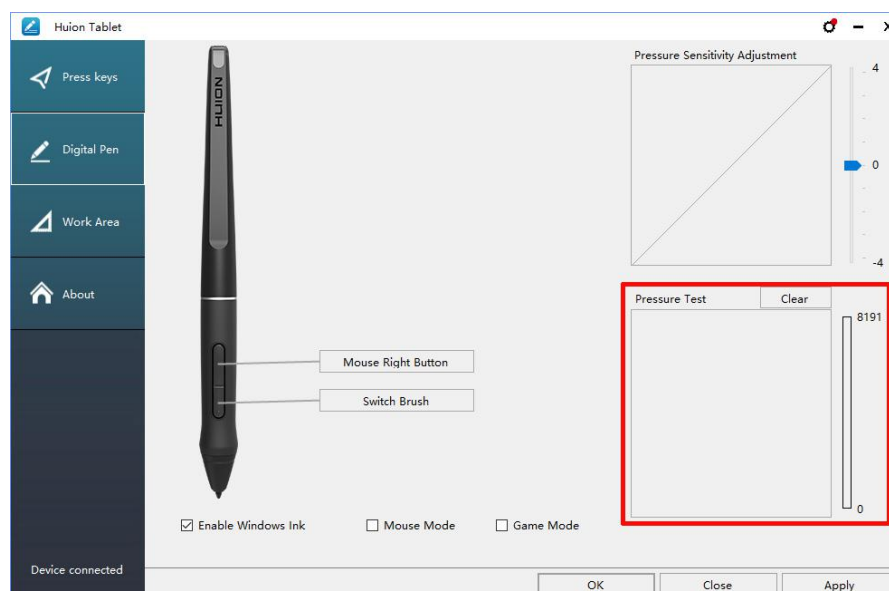 Huion Tablet
Press keys
Digital Pen
Work Area
About
Device connected
HUION
Mouse Right Button
Switch Brush
Enable Windows Ink
Mouse Mode
Game Mode
Pressure Sensitivity Adjustment
4
0
-4
Pressure Test
Clear
8191
0
OK
Close
Apply